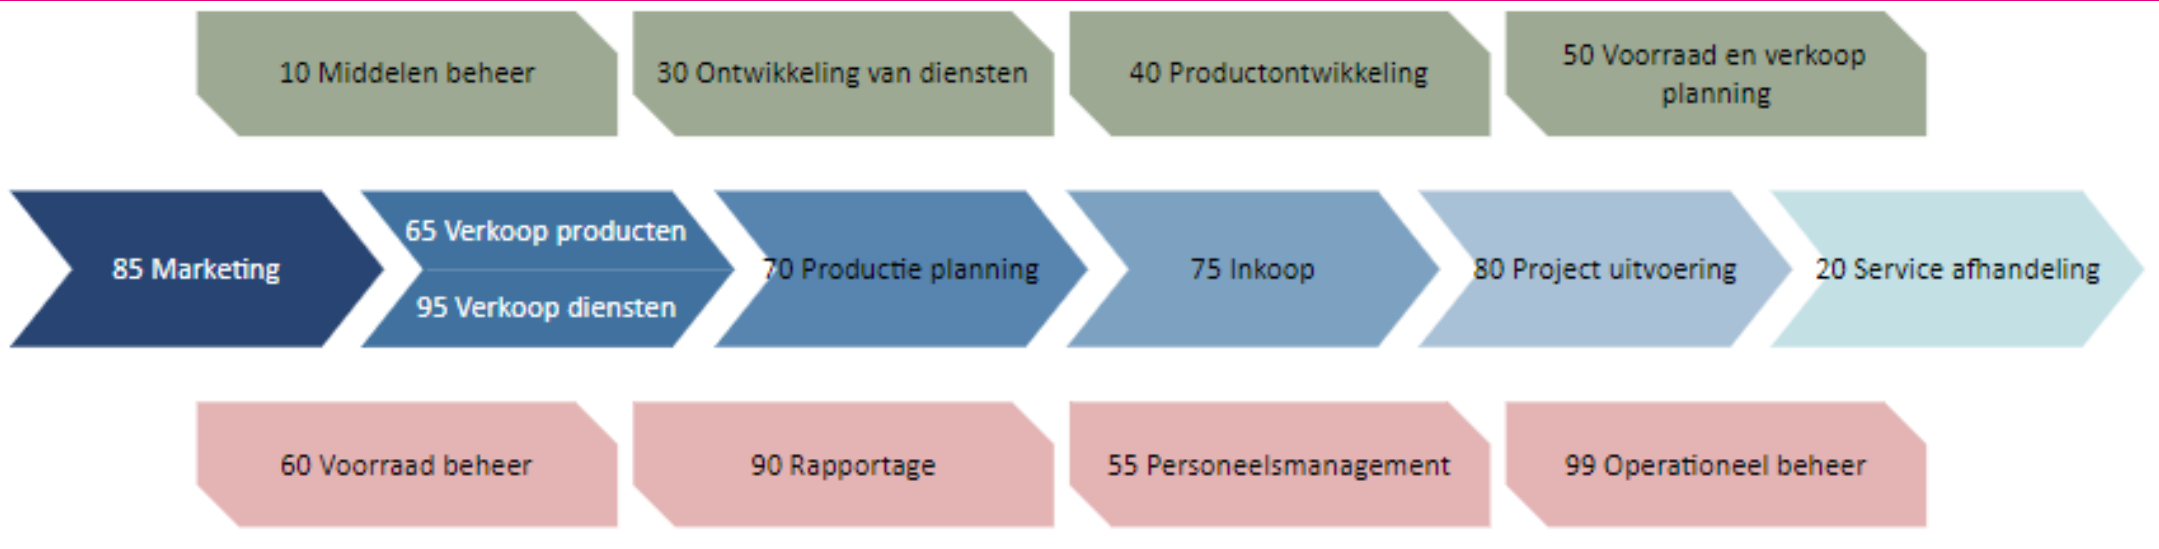 10 Middelen beheer
30 Ontwikkeling van diensten
40 Productontwikkeling
50 Voorraad en verkoop
planning
85 Marketing
65 Verkoop producten
95 Verkoop diensten
70 Productie planning
75 Inkoop
80 Project uitvoering
20 Service afhandeling
60 Voorraad beheer
90 Rapportage
55 Personeelsmanagement
99 Operationeel beheer